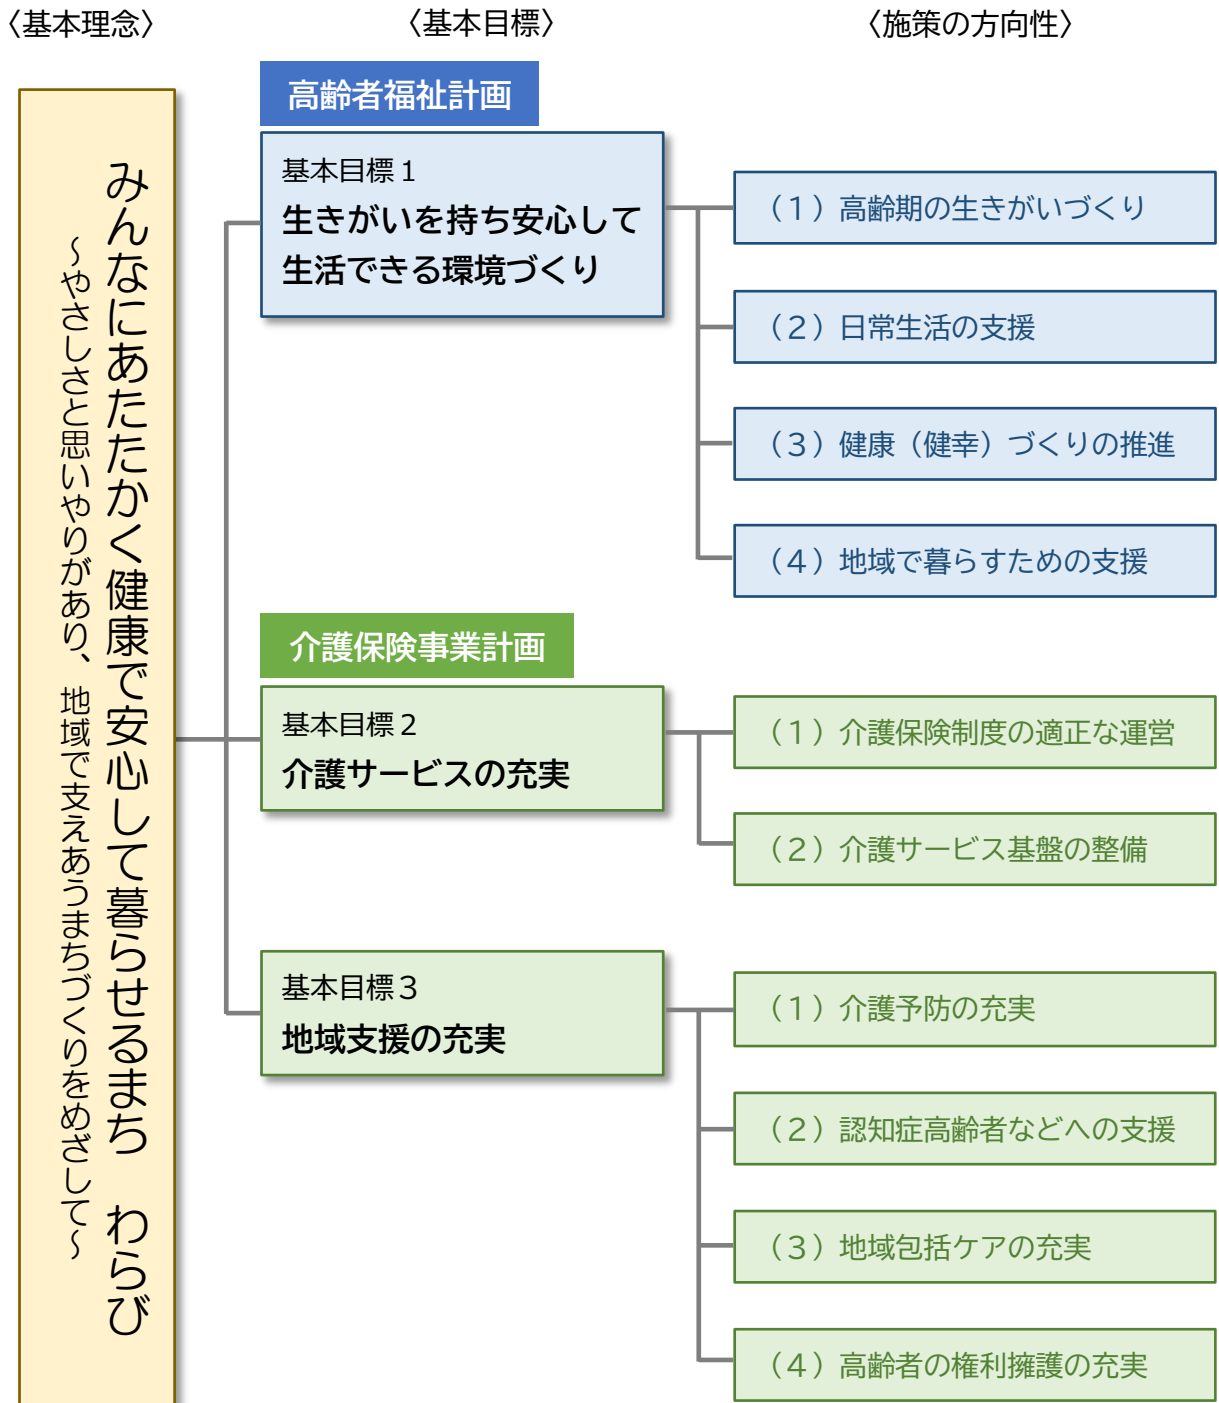 〈基本理念〉
〈基本目標〉
〈施策の方向性〉
みんなにあたたかく健康で安心して暮らせるまち　わらび
～やさしさと思いやりがあり、地域で支えあうまちづくりをめざして～
高齢者福祉計画
基本目標１
生きがいを持ち安心して
生活できる環境づくり
（１）高齢期の生きがいづくり
（２）日常生活の支援
（３）健康（健幸）づくりの推進
（４）地域で暮らすための支援
介護保険事業計画
基本目標２
介護サービスの充実
（１）介護保険制度の適正な運営
（２）介護サービス基盤の整備
基本目標３
地域支援の充実
（１）介護予防の充実
（２）認知症高齢者などへの支援
（３）地域包括ケアの充実
（４）高齢者の権利擁護の充実